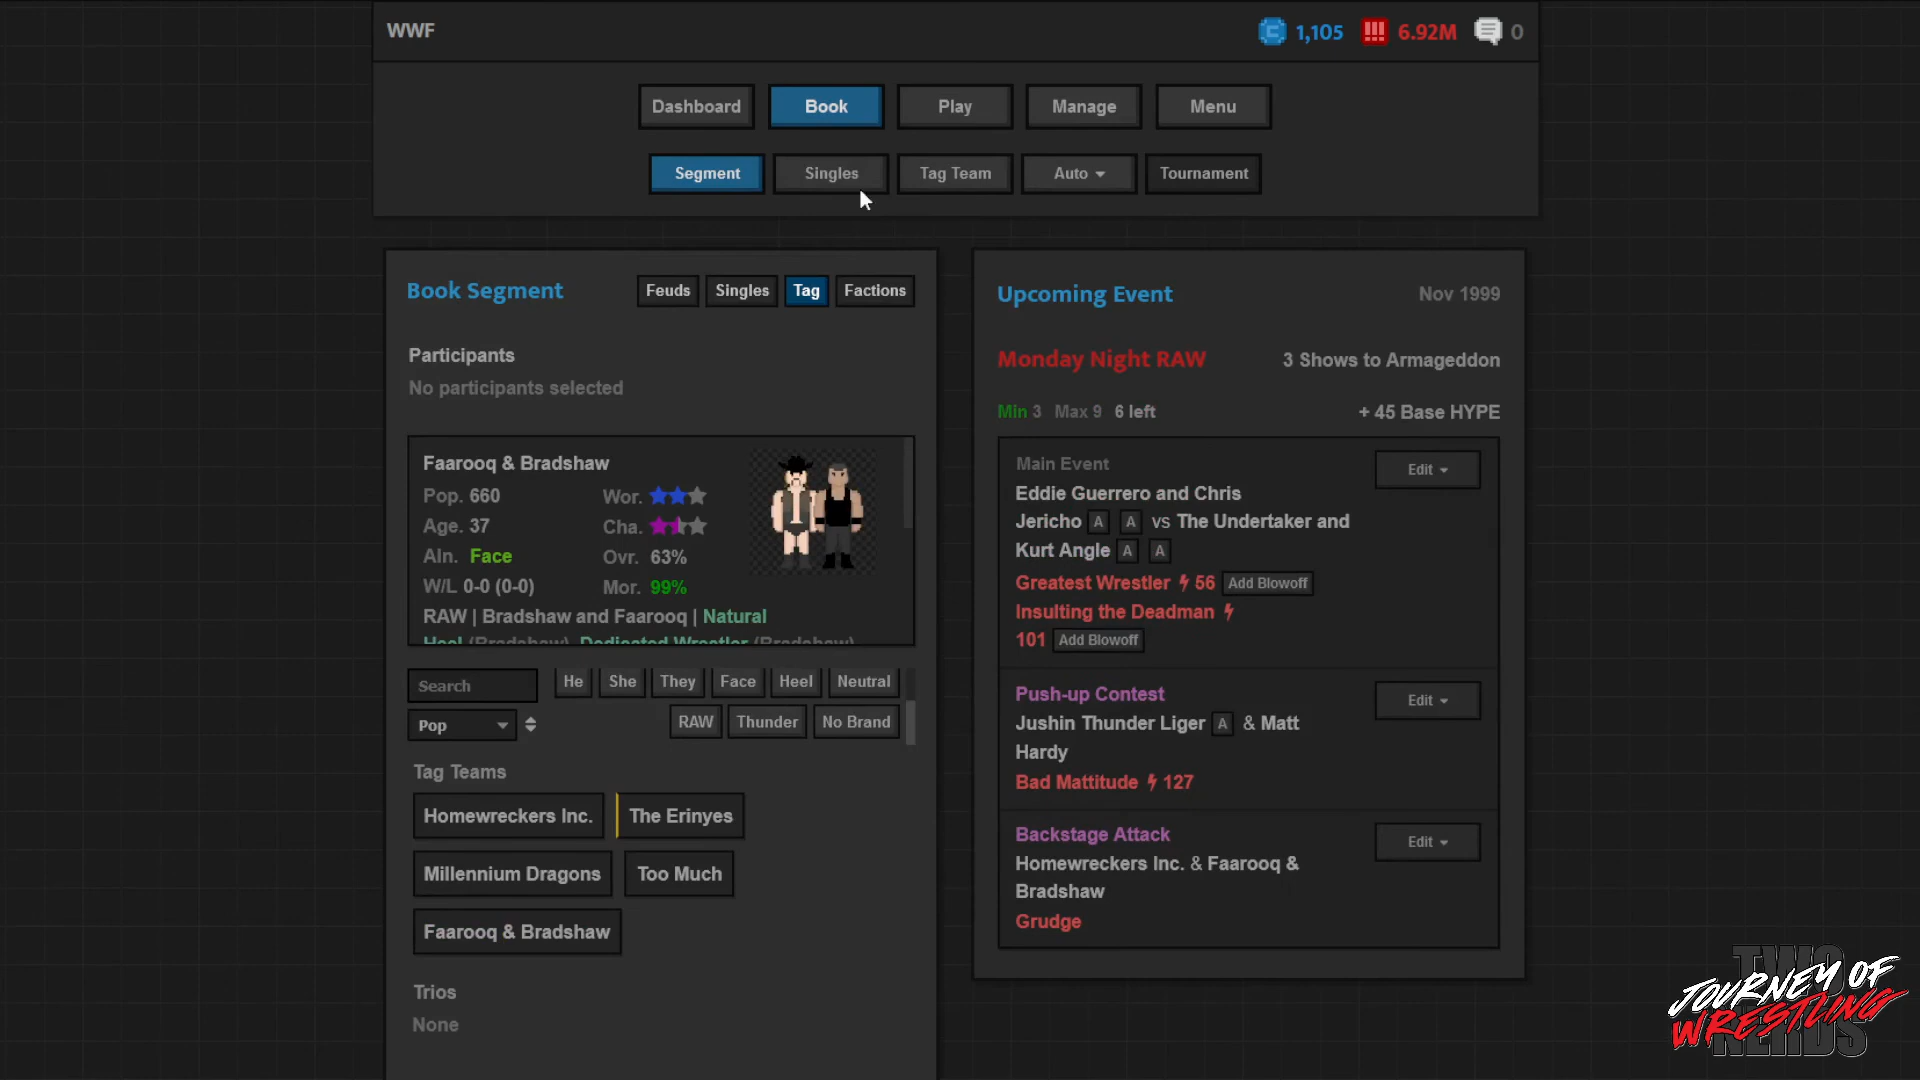 WWF
1,105 6.92M 0
Dashboard Book Play Manage Menu
Segment Singles Tag Team Auto Tournament
Book Segment Feuds Singles Tag Factions
Participants
No participants selected
Faarooq & Bradshaw
Pop. 660 Wor.
Age. 37 Cha.
Aln. Face Ovr. 63%
W/L 0-0 (0-0) Mor. 99%
RAW | Bradshaw and Faarooq | Natural
Heel (Bradshaw), Dedicated Wrestler (Bradshaw)
Search He She They Face Heel Neutral
Pop RAW Thunder No Brand
Tag Teams
Homewreckers Inc. The Erinyes
Millennium Dragons Too Much
Faarooq & Bradshaw
Trios
None
Upcoming Event Nov 1999
Monday Night RAW 3 Shows to Armageddon
Min 3 Max 9 6 left + 45 Base HYPE
Main Event Edit
Eddie Guerrero and Chris
Jericho A A vs The Undertaker and
Kurt Angle A A
Greatest Wrestler 56 Add Blowoff
Insulting the Deadman
101 Add Blowoff
Push-up Contest Edit
Jushin Thunder Liger A & Matt
Hardy
Bad Mattitude 127
Backstage Attack Edit
Homewreckers Inc. & Faarooq &
Bradshaw
Grudge
TWO
JOURNEY OF
WRESTLING
NERDS